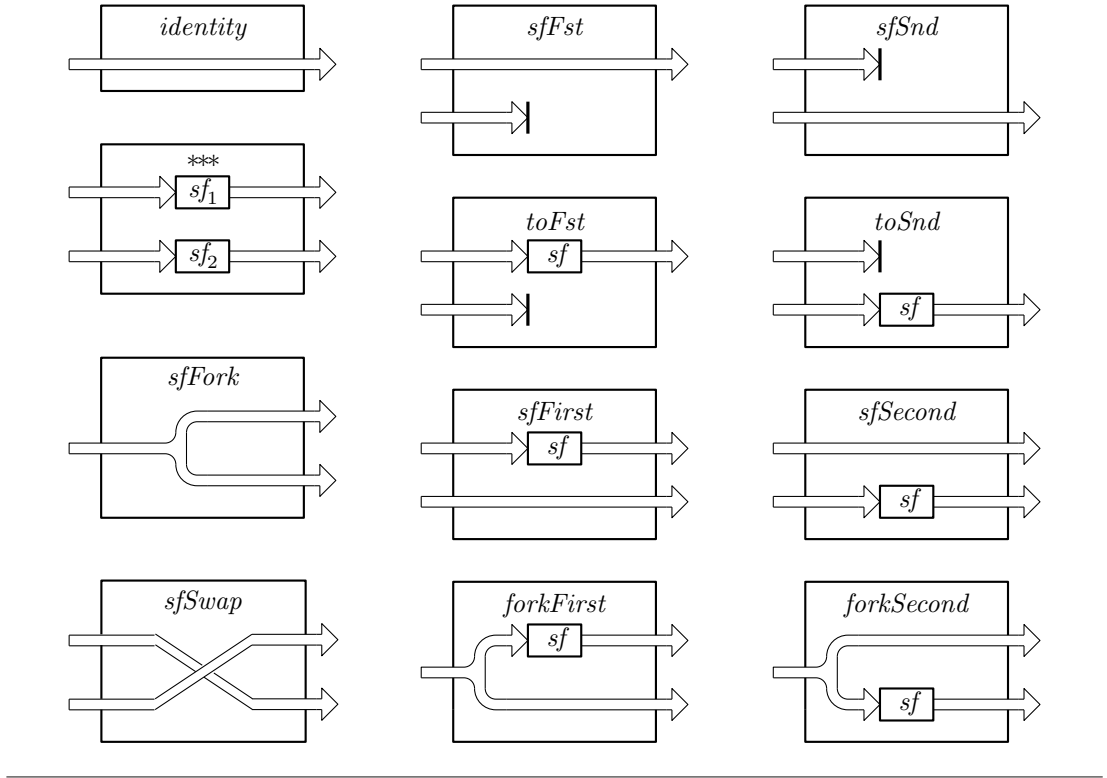 identity
sfFst
sfSnd
***
sf1
sf2
toFst
sf
toSnd
sf
sfFork
sfFirst
sf
sfSecond
sf
sfSwap
forkFirst
sf
forkSecond
sf